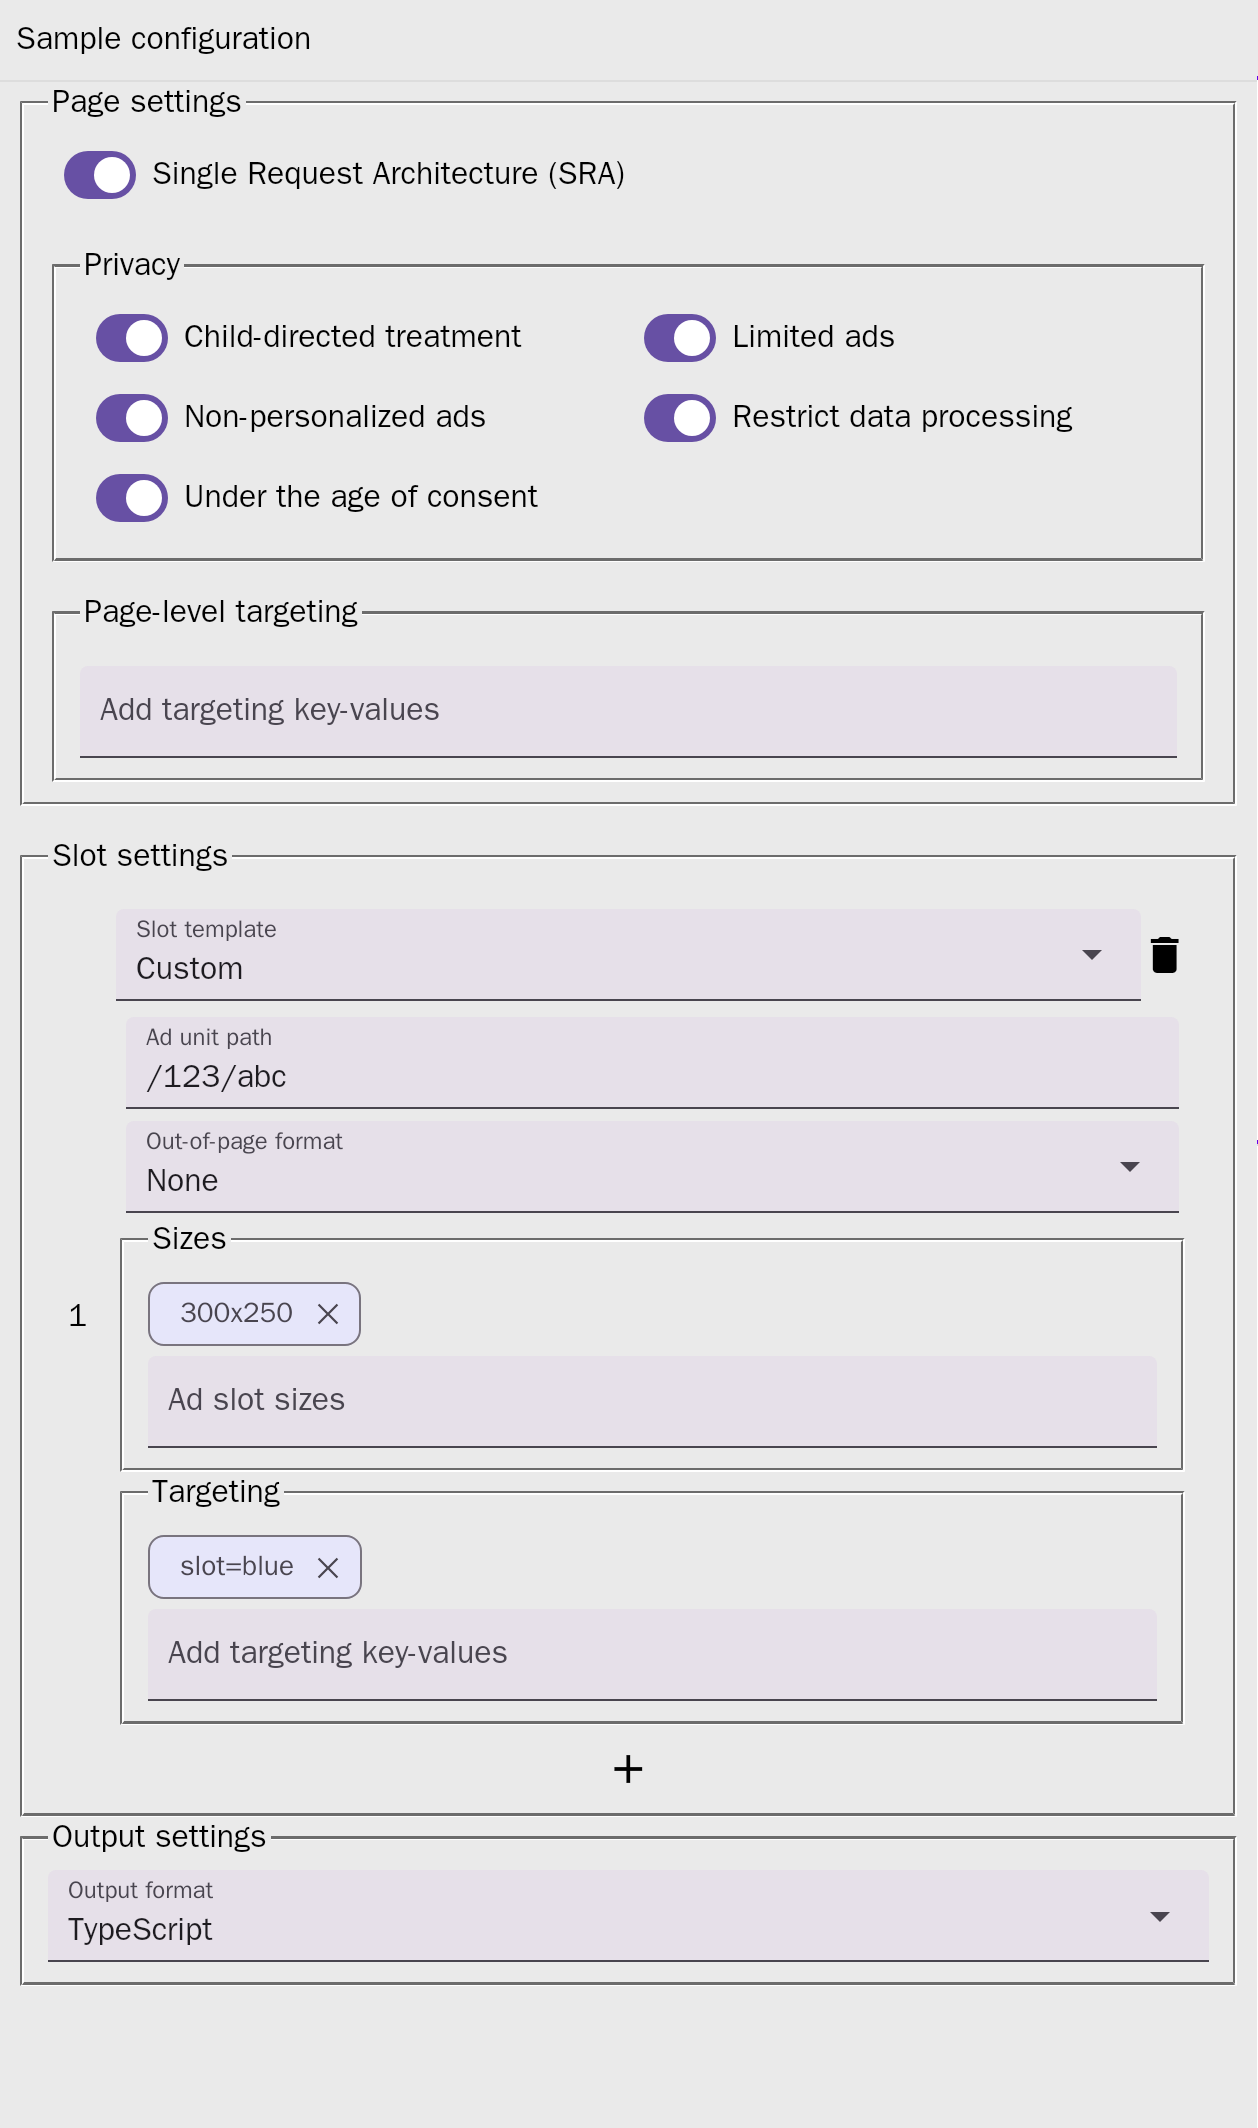 Sample configuration
Page settings
Single Request Architecture (SRA)
Privacy
Child-directed treatment
Limited ads
Non-personalized ads
Restrict data processing
Under the age of consent
Page-level targeting
Add targeting key-values
Slot settings
Slot template
Custom
Ad unit path
/123/abc
Out-of-page format
None
Sizes
1
300x250
Ad slot sizes
Targeting
slot=blue
Add targeting key-values
Output settings
Output format
TypeScript